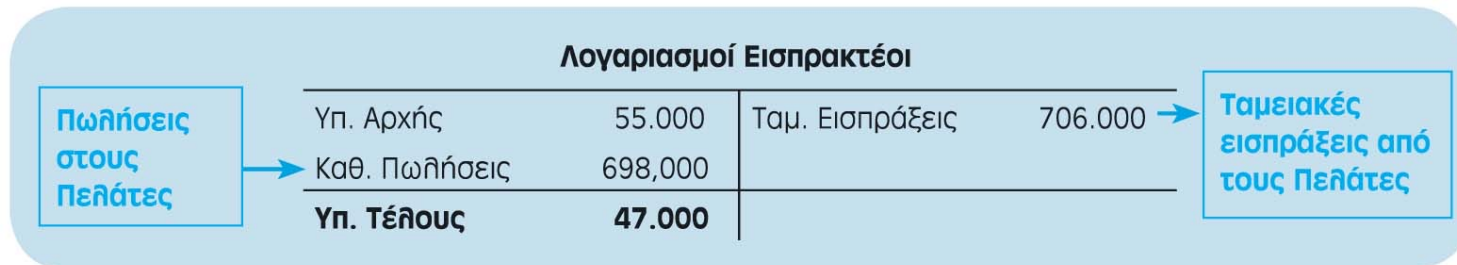 Λογαριασμοί Εισπρακτέοι
Πωλήσεις
στους
Πελάτες
Υπ. Αρχής 55.000 Ταμ. Εισπράξεις 706.000
Καθ. Πωλήσεις 698,000
Υπ. Τέλους 47.000
Ταμειακές
εισπράξεις από
τους Πελάτες